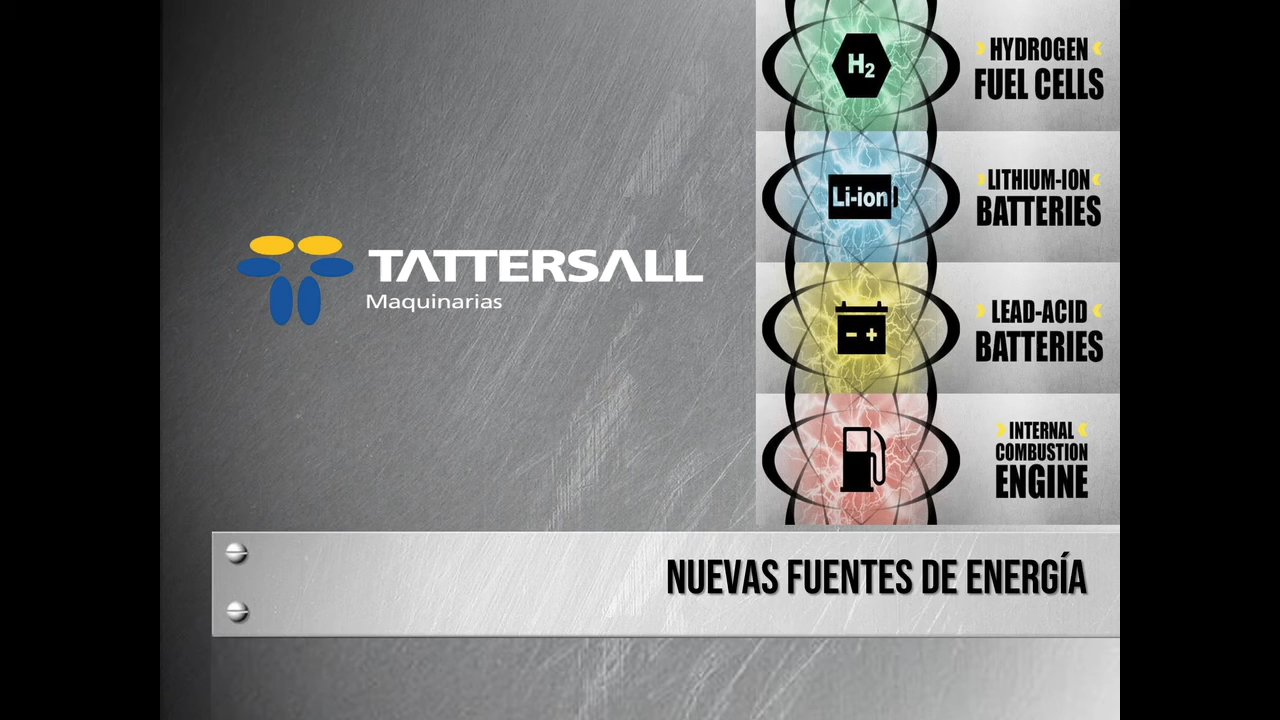 TATTERSALL
Maquinarias
H2
HYDROGEN
FUEL CELLS
Li-ion
LITHIUM-ION
BATTERIES
- +
LEAD-ACID
BATTERIES
INTERNAL
COMBUSTION
ENGINE
NUEVAS FUENTES DE ENERGÍA